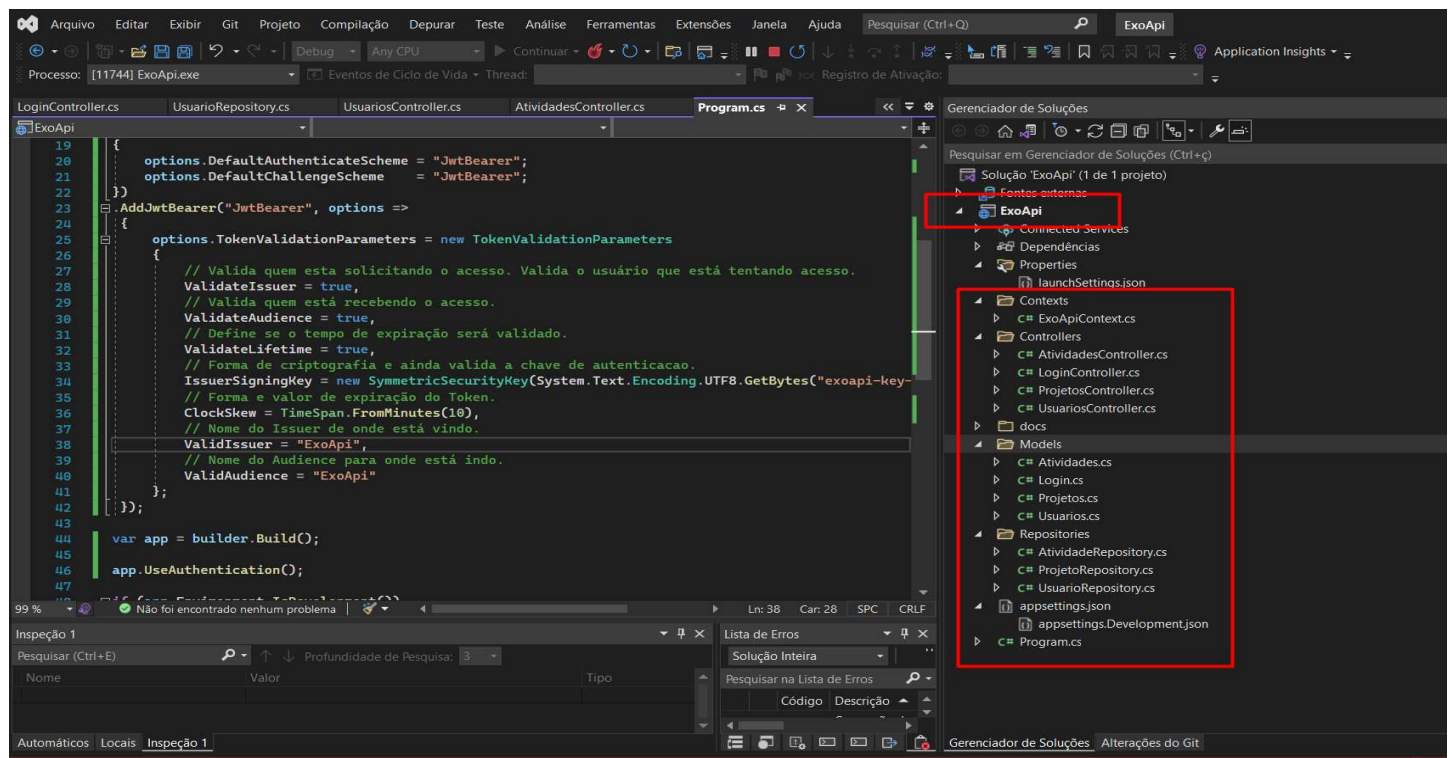 Arquivo Editar Exibir Git Projeto Compilação Depurar Teste Análise Ferramentas Extensões Janela Ajuda Pesquisar (Ctrl+Q) ExoApi
Debug Any CPU Continuar Application Insights
Processo: [11744] ExoApi.exe Eventos de Ciclo de Vida Thread: Registro de Ativação:
LoginController.cs UsuarioRepository.cs UsuariosController.cs AtividadesController.cs Program.cs
ExoApi
19 {
20 options.DefaultAuthenticateScheme = "JwtBearer";
21 options.DefaultChallengeScheme = "JwtBearer";
22 })
23 .AddJwtBearer("JwtBearer", options =>
24 {
25 options.TokenValidationParameters = new TokenValidationParameters
26 {
27 // Valida quem esta solicitando o acesso. Valida o usuário que está tentando acesso.
28 ValidateIssuer = true,
29 // Valida quem está recebendo o acesso.
30 ValidateAudience = true,
31 // Define se o tempo de expiração será validado.
32 ValidateLifetime = true,
33 // Forma de criptografia e ainda valida a chave de autenticacao.
34 IssuerSigningKey = new SymmetricSecurityKey(System.Text.Encoding.UTF8.GetBytes("exoapi-key-
35 // Forma e valor de expiração do Token.
36 ClockSkew = TimeSpan.FromMinutes(10),
37 // Nome do Issuer de onde está vindo.
38 ValidIssuer = "ExoApi",
39 // Nome do Audience para onde está indo.
40 ValidAudience = "ExoApi"
41 };
42 });
43
44 var app = builder.Build();
45
46 app.UseAuthentication();
47
99 % Não foi encontrado nenhum problema Ln: 38 Car: 28 SPC CRLF
Inspeção 1
Pesquisar (Ctrl+E) Profundidade de Pesquisa: 3
Nome Valor Tipo
Automáticos Locais Inspeção 1
Lista de Erros
Solução Inteira
Pesquisar na Lista de Erros
Código Descrição
Gerenciador de Soluções
Pesquisar em Gerenciador de Soluções (Ctrl+ç)
Solução 'ExoApi' (1 de 1 projeto)
Fontes externas
ExoApi
Connected Services
Dependências
Properties
launchSettings.json
Contexts
C# ExoApiContext.cs
Controllers
C# AtividadesController.cs
C# LoginController.cs
C# ProjetosController.cs
C# UsuariosController.cs
docs
Models
C# Atividades.cs
C# Login.cs
C# Projetos.cs
C# Usuarios.cs
Repositories
C# AtividadeRepository.cs
C# ProjetoRepository.cs
C# UsuarioRepository.cs
appsettings.json
appsettings.Development.json
C# Program.cs
Gerenciador de Soluções Alterações do Git